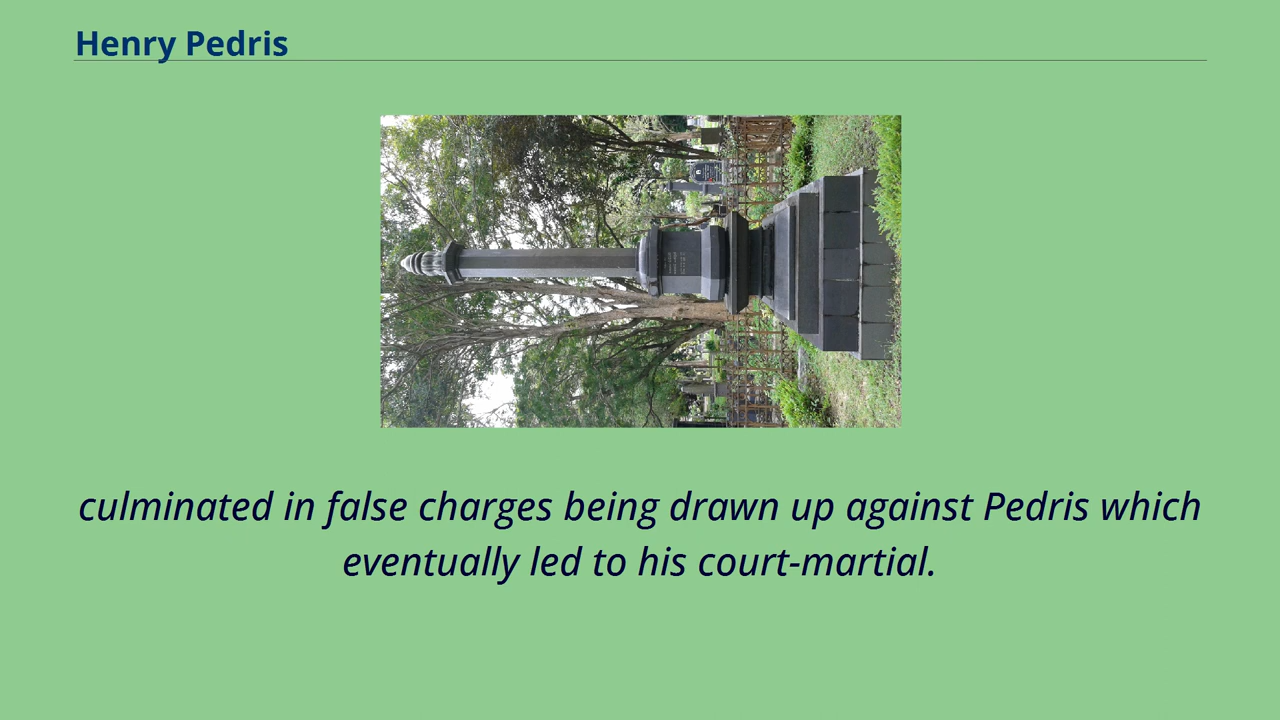 Henry Pedris
culminated in false charges being drawn up against Pedris which
eventually led to his court-martial.